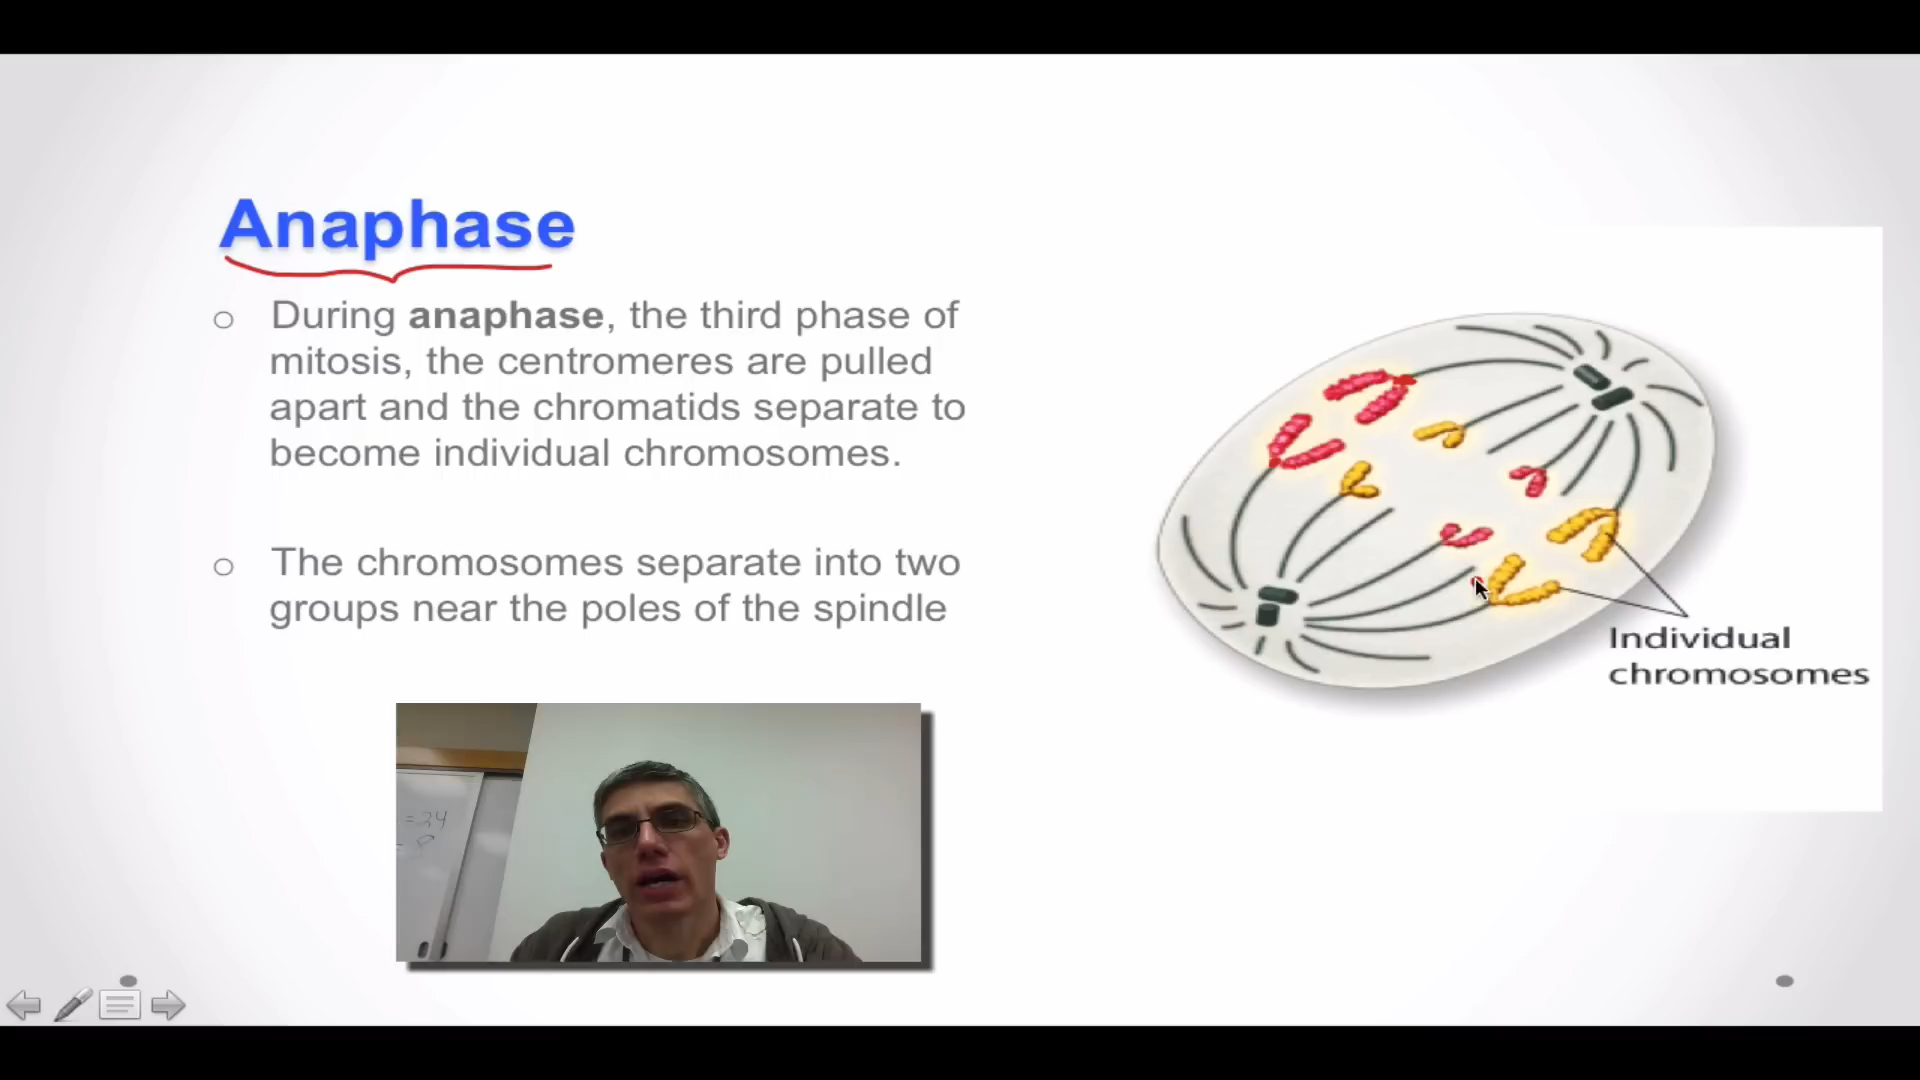 Anaphase
During anaphase, the third phase of
mitosis, the centromeres are pulled
apart and the chromatids separate to
become individual chromosomes.
The chromosomes separate into two
groups near the poles of the spindle
Individual
chromosomes
=24